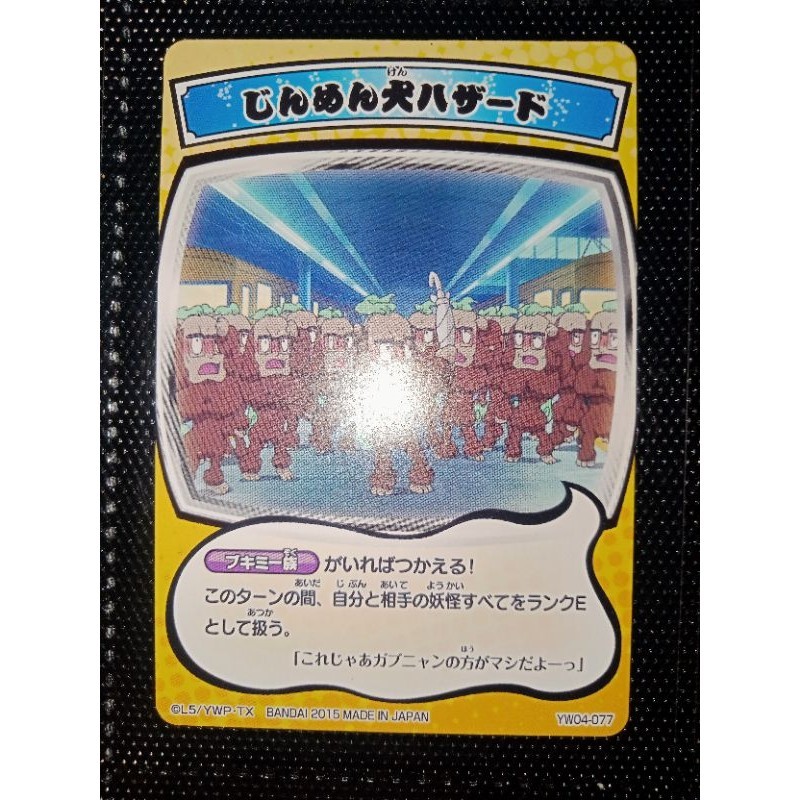 じんめん犬ハザード
ブキミー族がいればつかえる!
このターンの間、自分と相手の妖怪すべてをランクE
として扱う。
「これじゃあガブニャンの方がマシだよーっ」
©L5/YWP・TX BANDAI 2015 MADE IN JAPAN
YW04-077